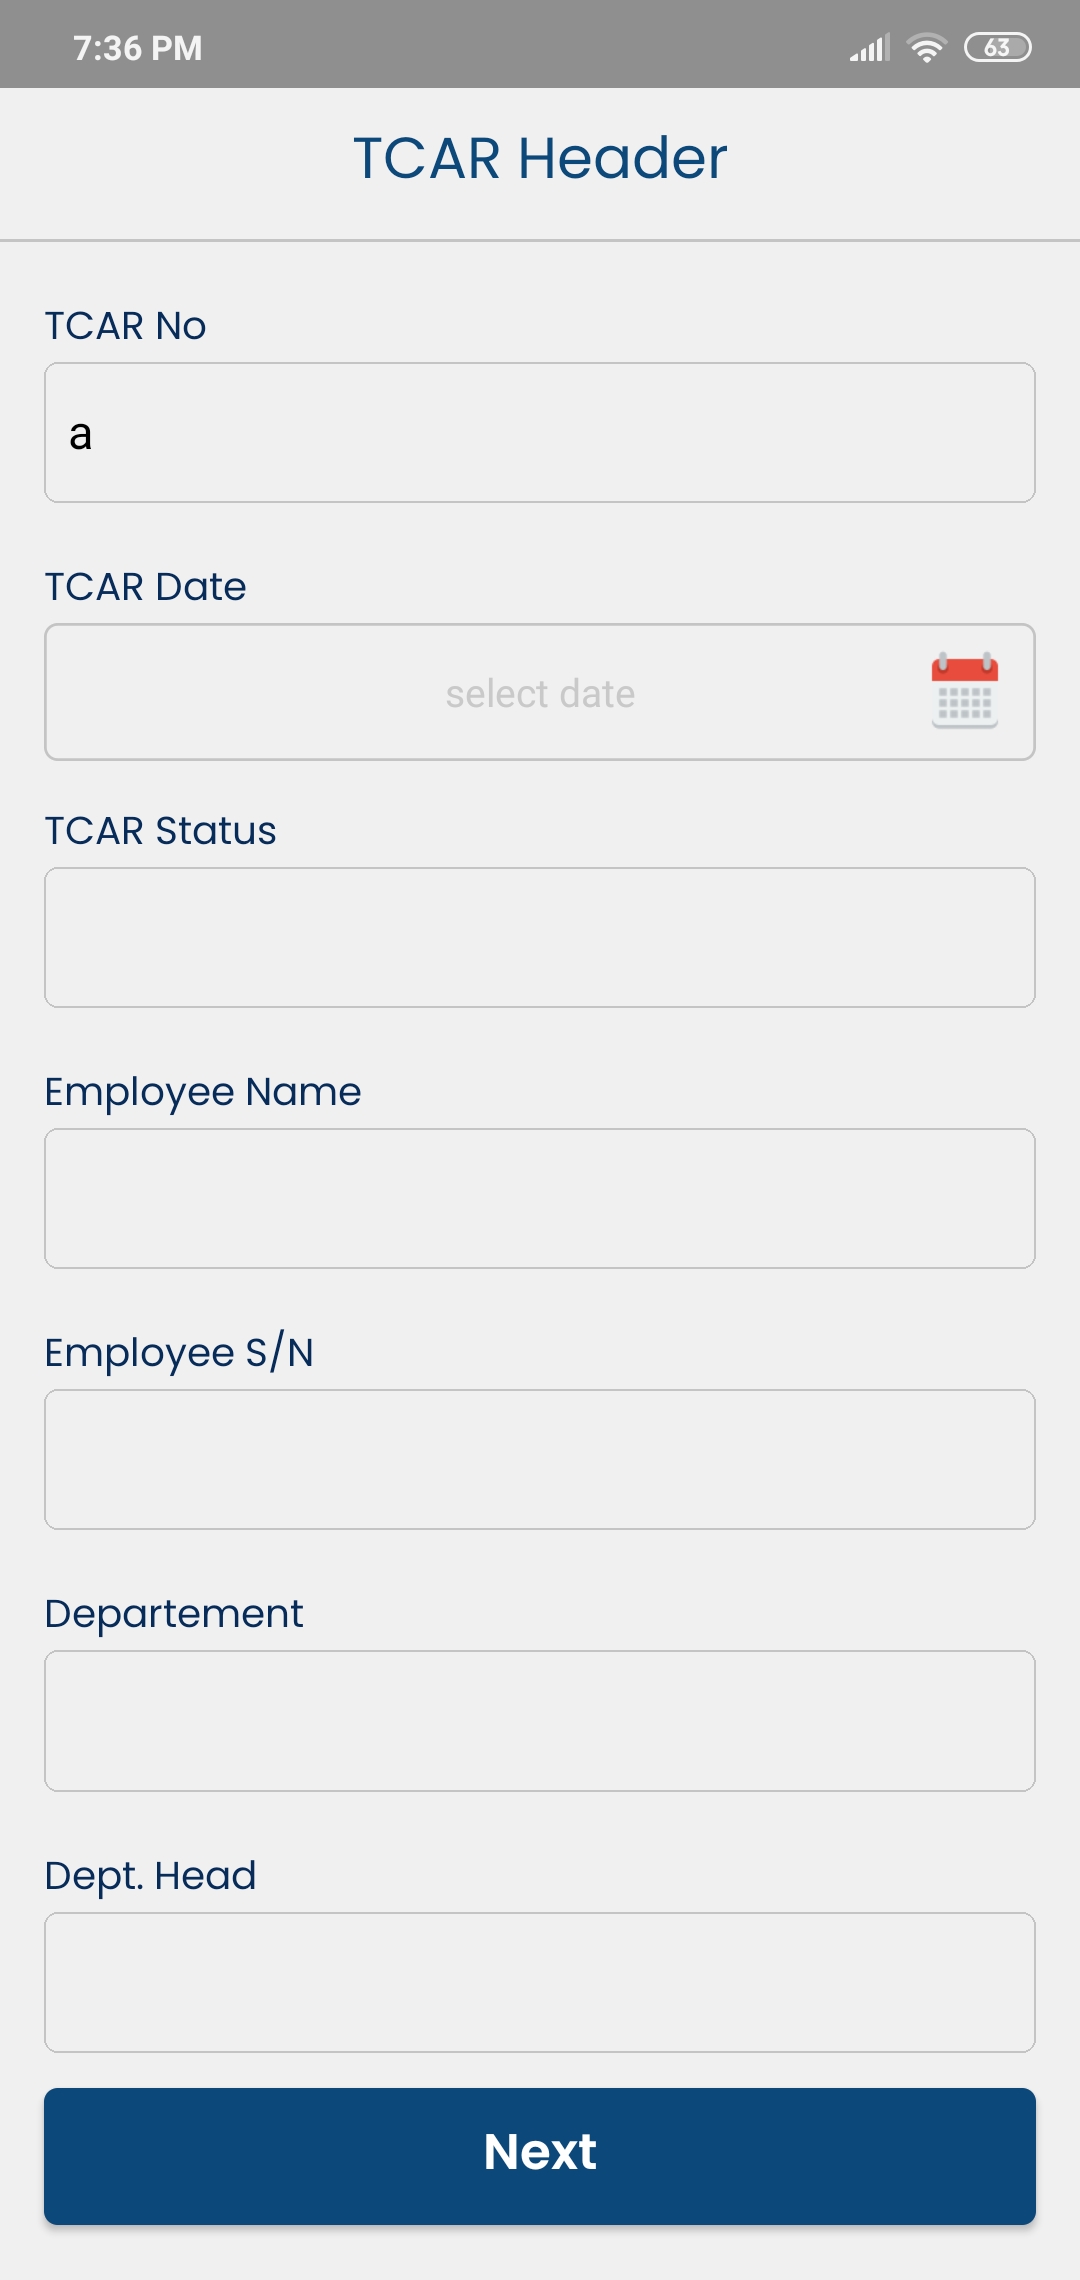 7:36 PM
63
TCAR Header
TCAR No
a
TCAR Date
select date
TCAR Status
Employee Name
Employee S/N
Departement
Dept. Head
Next